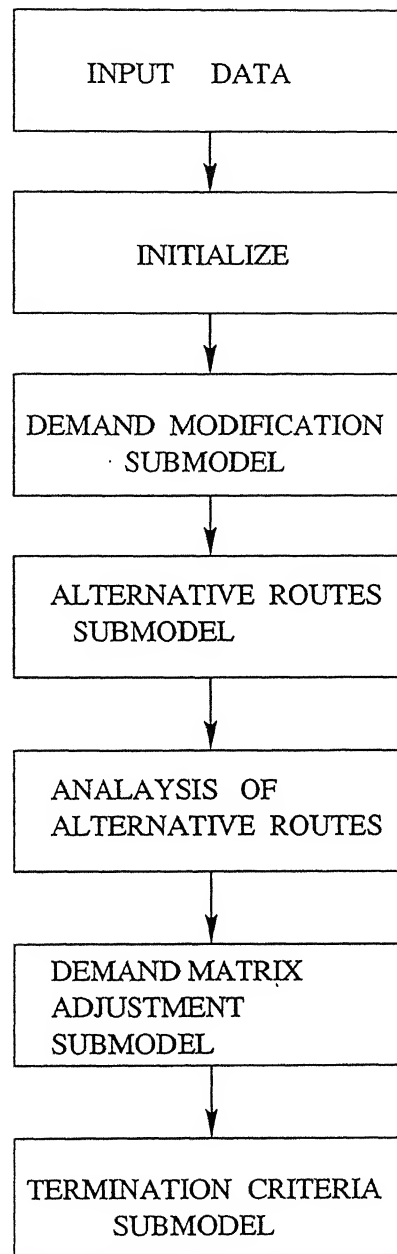 INPUT DATA
INITIALIZE
DEMAND MODIFICATION
SUBMODEL
ALTERNATIVE ROUTES
SUBMODEL
ANALAYSIS OF
ALTERNATIVE ROUTES
DEMAND MATRIX
ADJUSTMENT
SUBMODEL
TERMINATION CRITERIA
SUBMODEL